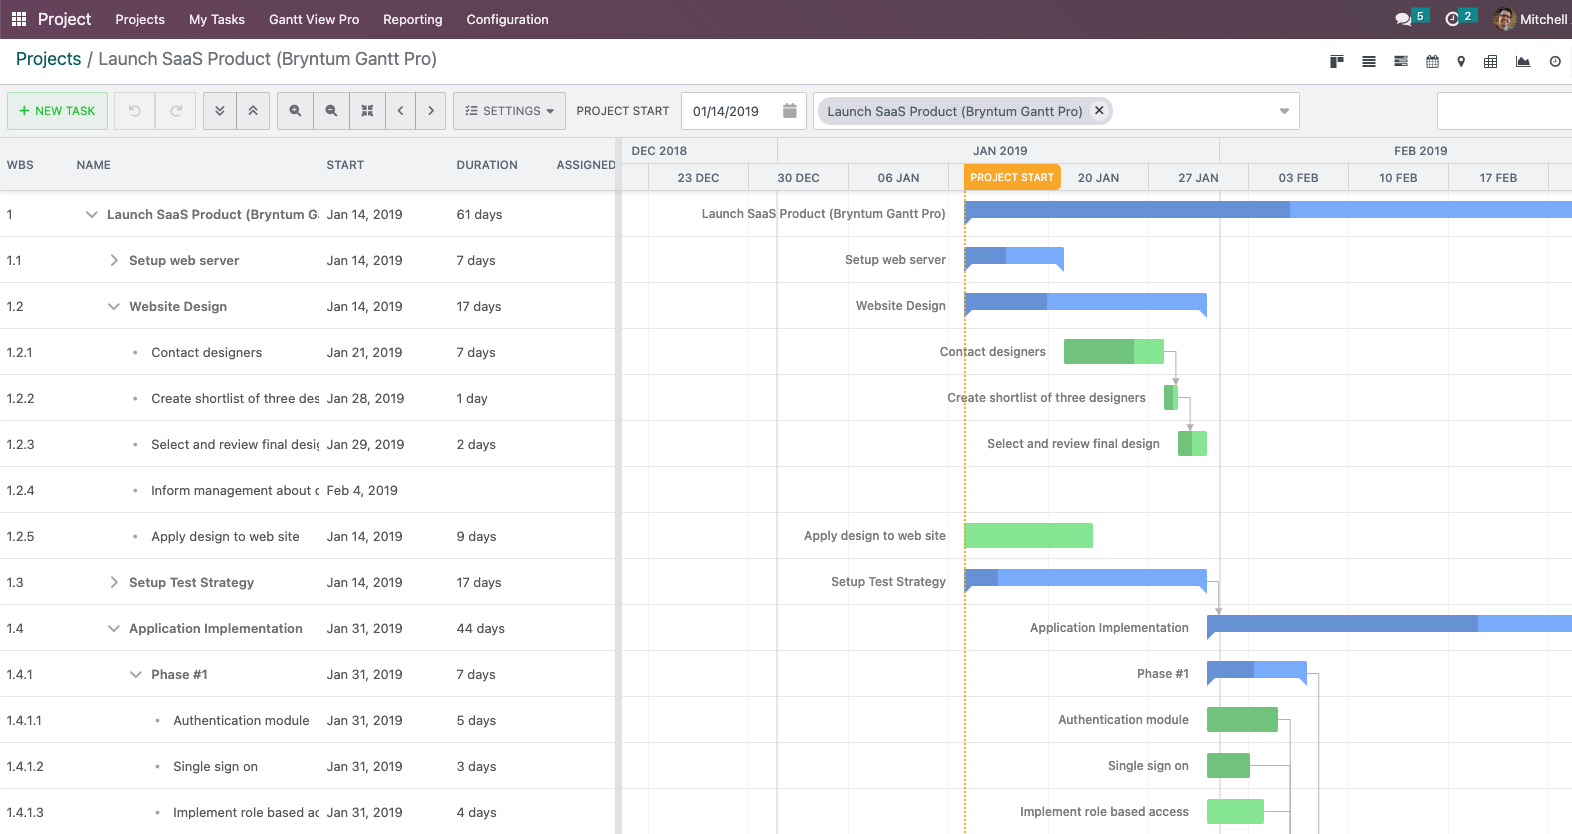 Project Projects My Tasks Gantt View Pro Reporting Configuration 5 2 Mitchell
Projects / Launch SaaS Product (Bryntum Gantt Pro)
+ NEW TASK SETTINGS PROJECT START 01/14/2019 Launch SaaS Product (Bryntum Gantt Pro) ×
DEC 2018 JAN 2019 FEB 2019
WBS NAME START DURATION ASSIGNED
23 DEC 30 DEC 06 JAN PROJECT START 20 JAN 27 JAN 03 FEB 10 FEB 17 FEB
1 Launch SaaS Product (Bryntum G Jan 14, 2019 61 days Launch SaaS Product (Bryntum Gantt Pro)
1.1 Setup web server Jan 14, 2019 7 days Setup web server
1.2 Website Design Jan 14, 2019 17 days Website Design
1.2.1 Contact designers Jan 21, 2019 7 days Contact designers
1.2.2 Create shortlist of three des Jan 28, 2019 1 day Create shortlist of three designers
1.2.3 Select and review final desig Jan 29, 2019 2 days Select and review final design
1.2.4 Inform management about Feb 4, 2019
1.2.5 Apply design to web site Jan 14, 2019 9 days Apply design to web site
1.3 Setup Test Strategy Jan 14, 2019 17 days Setup Test Strategy
1.4 Application Implementation Jan 31, 2019 44 days Application Implementation
1.4.1 Phase #1 Jan 31, 2019 7 days Phase #1
1.4.1.1 Authentication module Jan 31, 2019 5 days Authentication module
1.4.1.2 Single sign on Jan 31, 2019 3 days Single sign on
1.4.1.3 Implement role based ac Jan 31, 2019 4 days Implement role based access